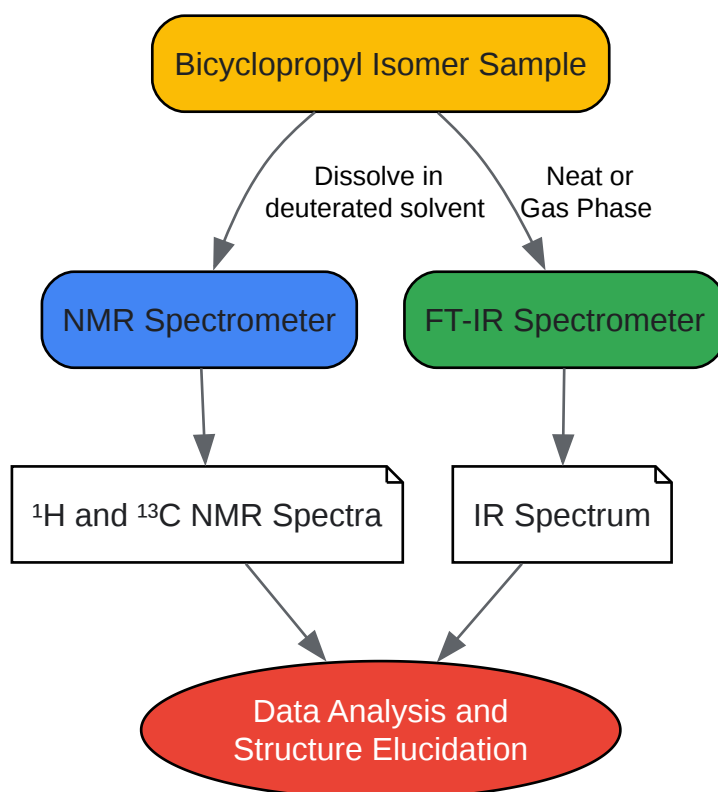 Bicyclopropyl Isomer Sample
Dissolve in
deuterated solvent
Neat or
Gas Phase
NMR Spectrometer
FT-IR Spectrometer
¹H and ¹³C NMR Spectra
IR Spectrum
Data Analysis and
Structure Elucidation